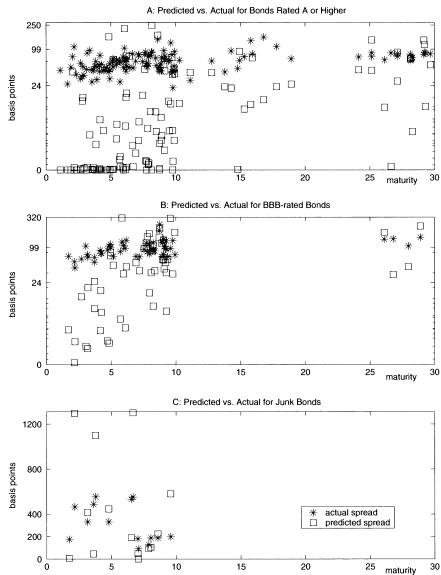 A: Predicted vs. Actual for Bonds Rated A or Higher
250
99
24
0
basis points
0 5 10 15 20 25 30
maturity
B: Predicted vs. Actual for BBB-rated Bonds
320
99
24
0
basis points
0 5 10 15 20 25 30
maturity
C: Predicted vs. Actual for Junk Bonds
1200
800
400
200
0
basis points
actual spread
predicted spread
0 5 10 15 20 25 30
maturity